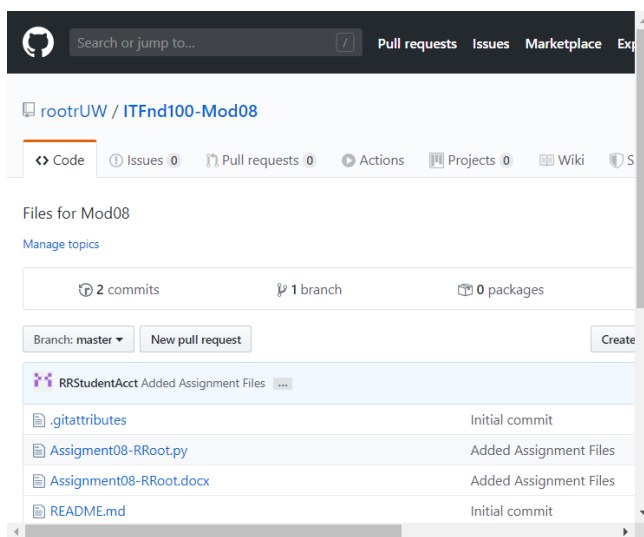 Search or jump to... / Pull requests Issues Marketplace Exp
rootrUW / ITFnd100-Mod08
<> Code Issues 0 Pull requests 0 Actions Projects 0 Wiki S
Files for Mod08
Manage topics
2 commits 1 branch 0 packages
Branch: master New pull request Create
RRStudentAcct Added Assignment Files ...
.gitattributes Initial commit
Assigment08-RRoot.py Added Assignment Files
Assignment08-RRoot.docx Added Assignment Files
README.md Initial commit